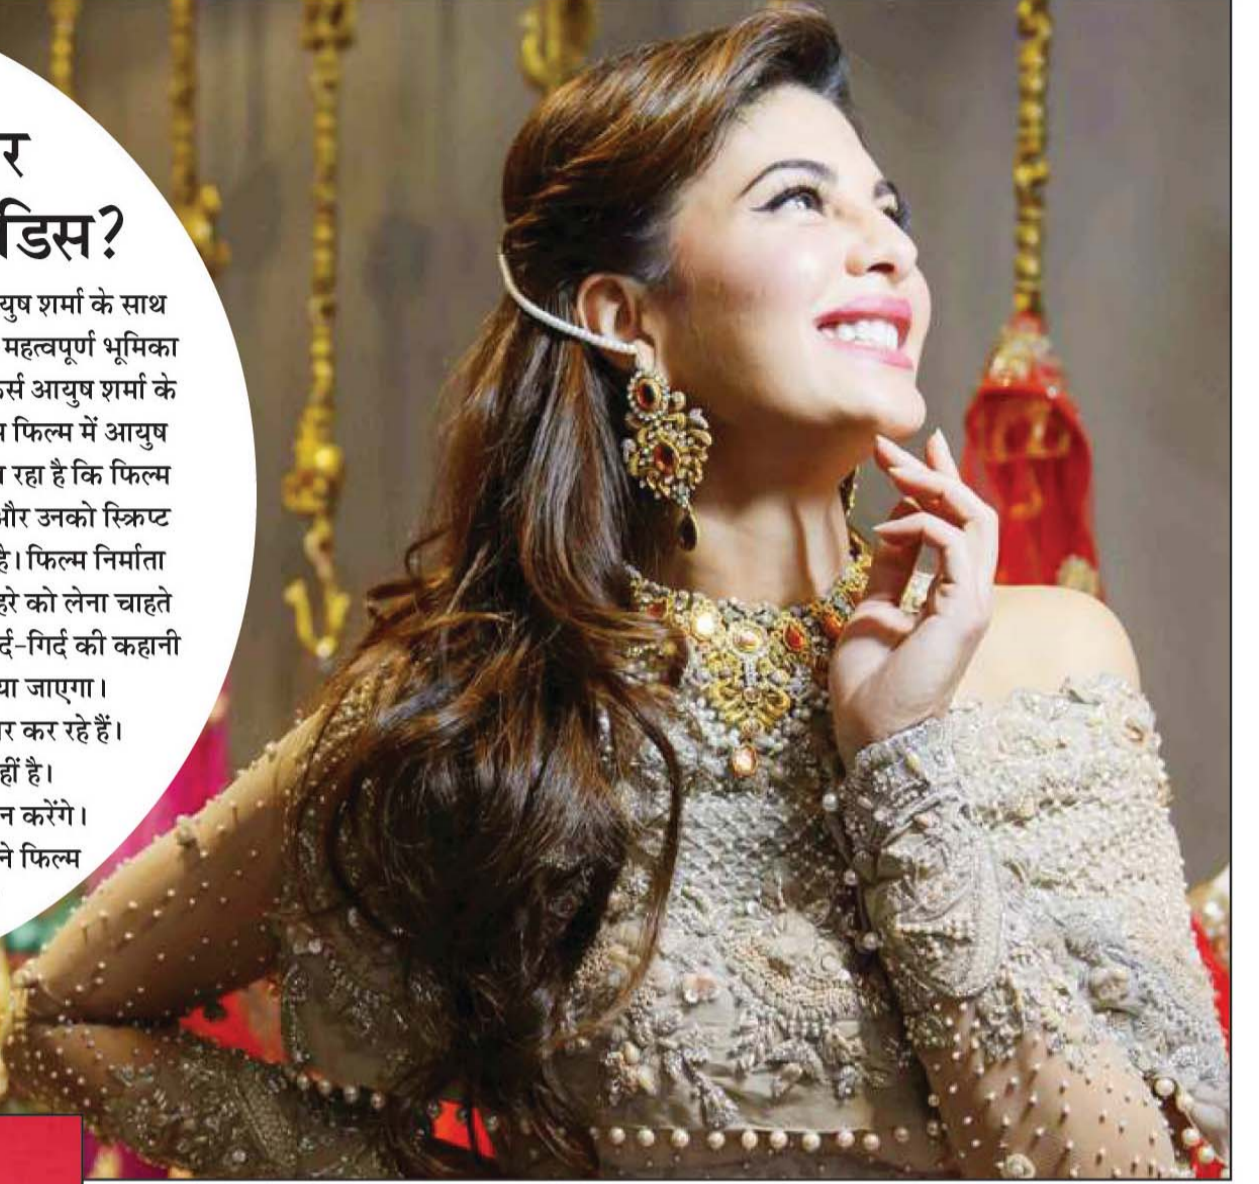 र
डिस?
युष शर्मा के साथ
महत्वपूर्ण भूमिका
र्स आयुष शर्मा के
फिल्म में आयुष
रहा है कि फिल्म
और उनको स्क्रिप्ट
है। फिल्म निर्माता
हरे को लेना चाहते
र्द-गिर्द की कहानी
या जाएगा।
र कर रहे हैं।
हीं है।
न करेंगे।
ने फिल्म